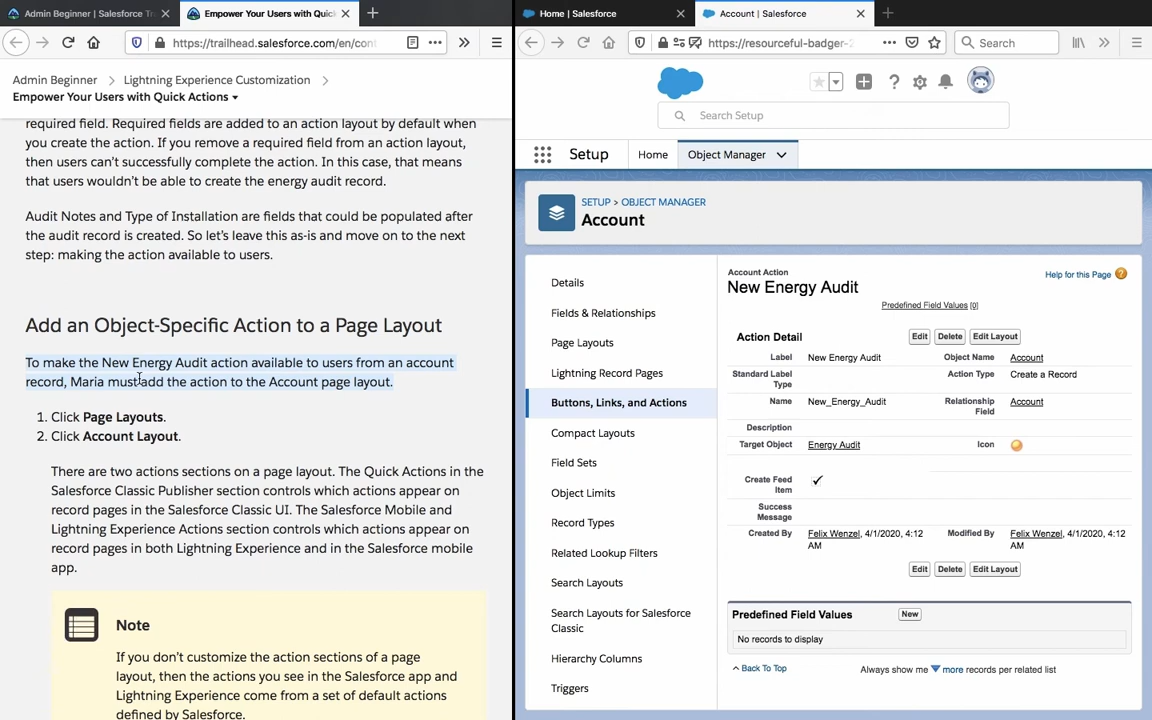 Admin Beginner | Salesforce Tr
Empower Your Users with Quick
Home | Salesforce
Account | Salesforce
https://trailhead.salesforce.com/en/cont
https://resourceful-badger-2
Search
Admin Beginner
Lightning Experience Customization
Empower Your Users with Quick Actions
required field. Required fields are added to an action layout by default when
you create the action. If you remove a required field from an action layout,
then users can't successfully complete the action. In this case, that means
that users wouldn't be able to create the energy audit record.
Audit Notes and Type of Installation are fields that could be populated after
the audit record is created. So let's leave this as-is and move on to the next
step: making the action available to users.
Add an Object-Specific Action to a Page Layout
To make the New Energy Audit action available to users from an account
record, Maria must add the action to the Account page layout.
1. Click Page Layouts.
2. Click Account Layout.
There are two actions sections on a page layout. The Quick Actions in the
Salesforce Classic Publisher section controls which actions appear on
record pages in the Salesforce Classic UI. The Salesforce Mobile and
Lightning Experience Actions section controls which actions appear on
record pages in both Lightning Experience and in the Salesforce mobile
app.
Note
If you don't customize the action sections of a page
layout, then the actions you see in the Salesforce app and
Lightning Experience come from a set of default actions
defined by Salesforce.
Search Setup
Setup
Home
Object Manager
SETUP > OBJECT MANAGER
Account
Details
Fields & Relationships
Page Layouts
Lightning Record Pages
Buttons, Links, and Actions
Compact Layouts
Field Sets
Object Limits
Record Types
Related Lookup Filters
Search Layouts
Search Layouts for Salesforce
Classic
Hierarchy Columns
Triggers
Account Action
New Energy Audit
Help for this Page
Predefined Field Values [0]
Action Detail
Edit
Delete
Edit Layout
Label New Energy Audit
Object Name Account
Standard Label
Type
Action Type Create a Record
Name New_Energy_Audit
Relationship
Field
Account
Description
Target Object Energy Audit
Icon
Create Feed
Item
Success
Message
Created By Felix Wenzel, 4/1/2020, 4:12
AM
Modified By Felix Wenzel, 4/1/2020, 4:12
AM
Edit
Delete
Edit Layout
Predefined Field Values
New
No records to display
Back To Top
Always show me more records per related list